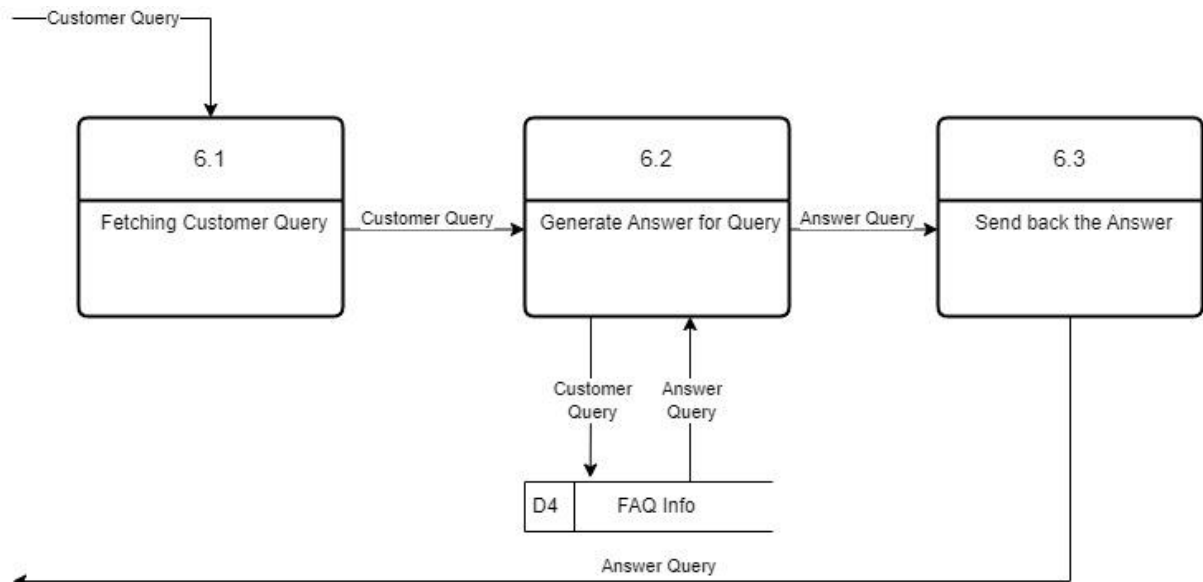 Customer Query
6.1
6.2
6.3
Fetching Customer Query
Customer Query
Generate Answer for Query
Answer Query
Send back the Answer
Customer
Query
Answer
Query
D4
FAQ Info
Answer Query